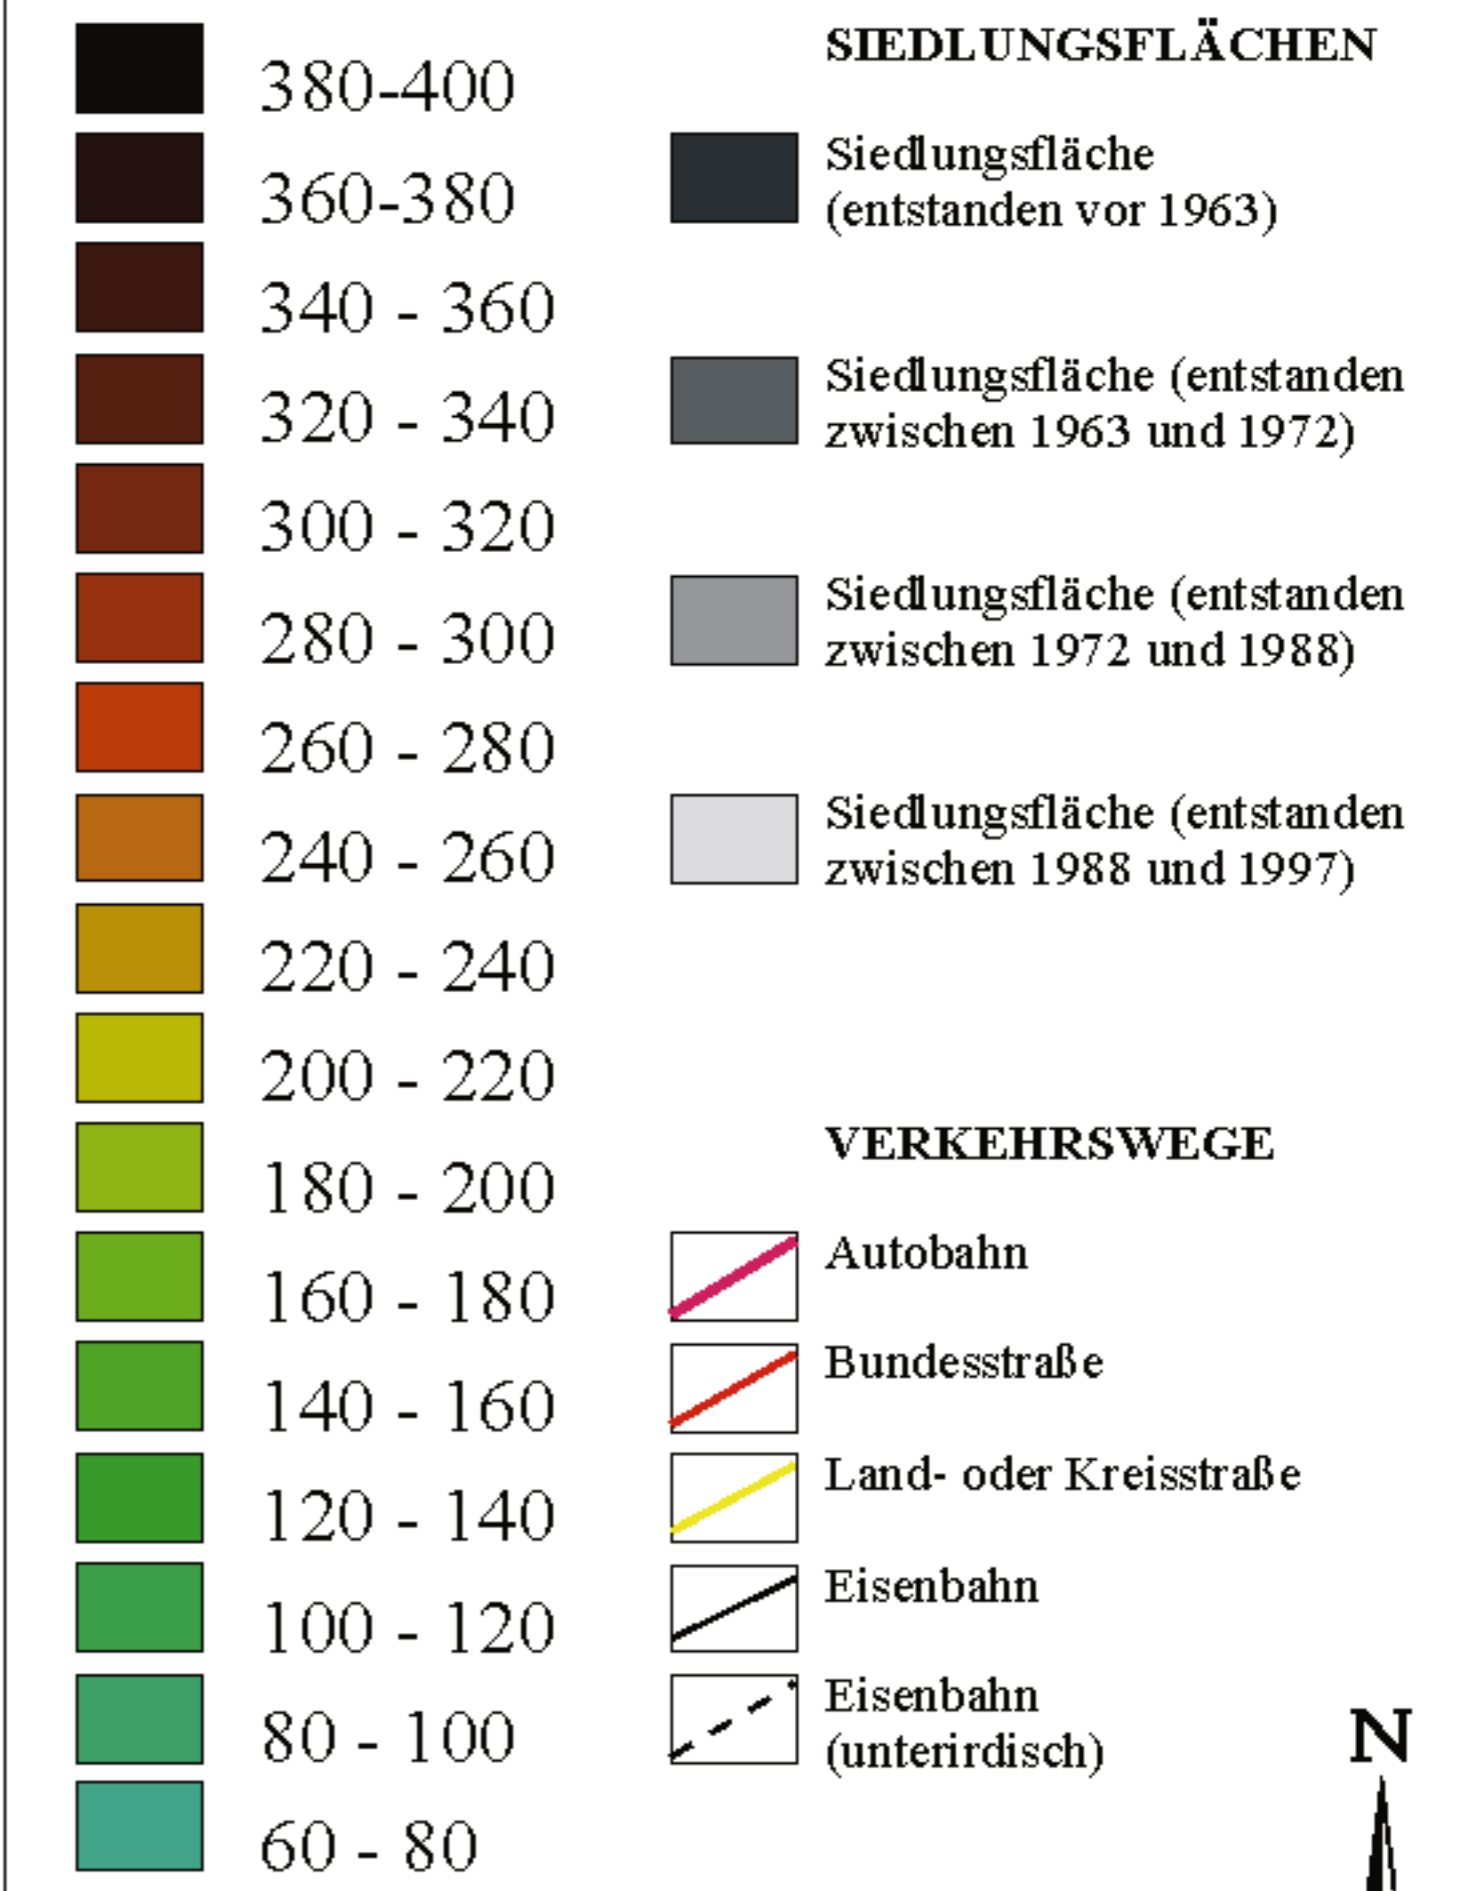 380-400
360-380
340 - 360
320 - 340
300 - 320
280 - 300
260 - 280
240 - 260
220 - 240
200 - 220
180 - 200
160 - 180
140 - 160
120 - 140
100 - 120
80 - 100
60 - 80
SIEDLUNGSFLÄCHEN
Siedlungsfläche
(entstanden vor 1963)
Siedlungsfläche (entstanden
zwischen 1963 und 1972)
Siedlungsfläche (entstanden
zwischen 1972 und 1988)
Siedlungsfläche (entstanden
zwischen 1988 und 1997)
VERKEHRSWEGE
Autobahn
Bundesstraße
Land- oder Kreisstraße
Eisenbahn
Eisenbahn
(unterirdisch)
N